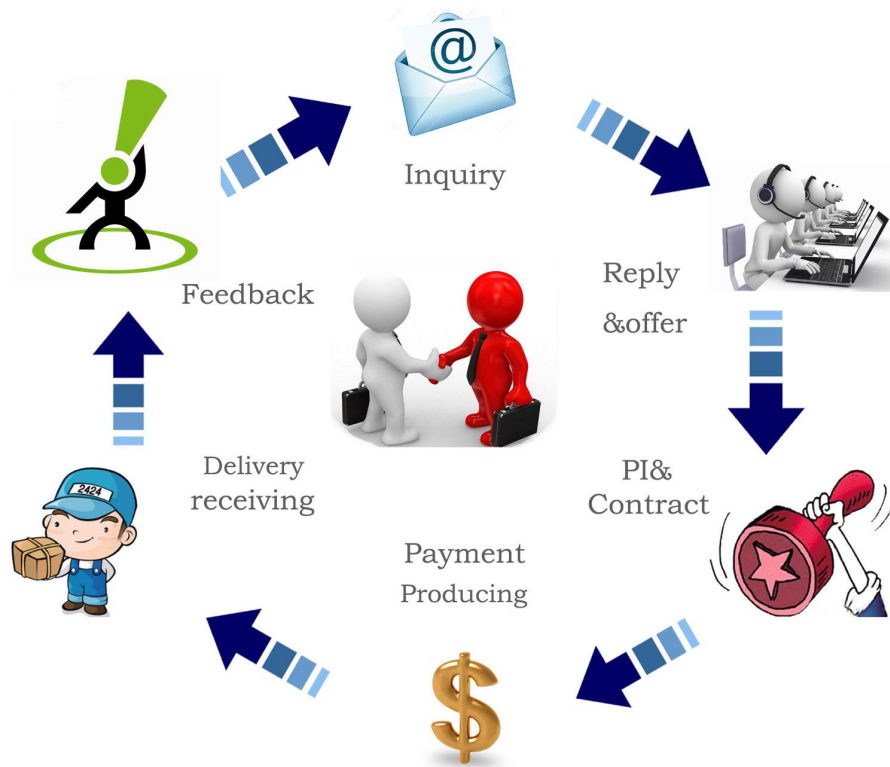 @
Inquiry
Reply
&offer
PI&
Contract
Payment
Producing
Delivery
receiving
2424
Feedback
$